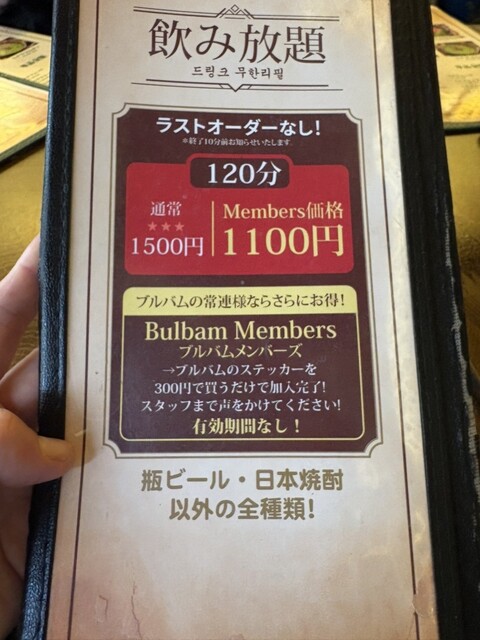 飲み放題
드링크 무한리필
ラストオーダーなし!
※終了10分前お知らせいたします。
120分
通常
★★★
1500円
Members価格
1100円
ブルバムの常連様ならさらにお得!
Bulbam Members
ブルバムメンバーズ
→ブルバムのステッカーを
300円で買うだけで加入完了!
スタッフまで声をかけてください!
有効期間なし!
瓶ビール・日本焼酎
以外の全種類!